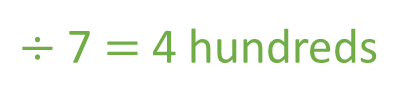 ÷ 7 = 4 hundreds